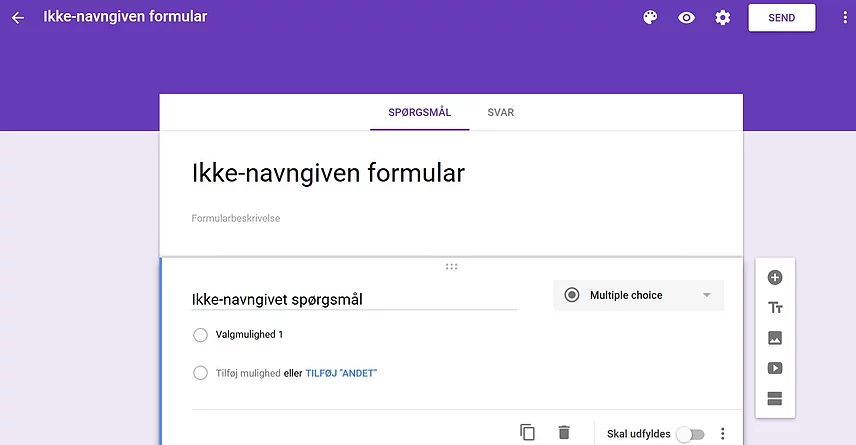 Ikke-navngiven formular
SEND
SPØRGSMÅL SVAR
Ikke-navngiven formular
Formularbeskrivelse
Ikke-navngivet spørgsmål
Multiple choice
Valgmulighed 1
Tilføj mulighed eller TILFØJ "ANDET"
Skal udfyldes